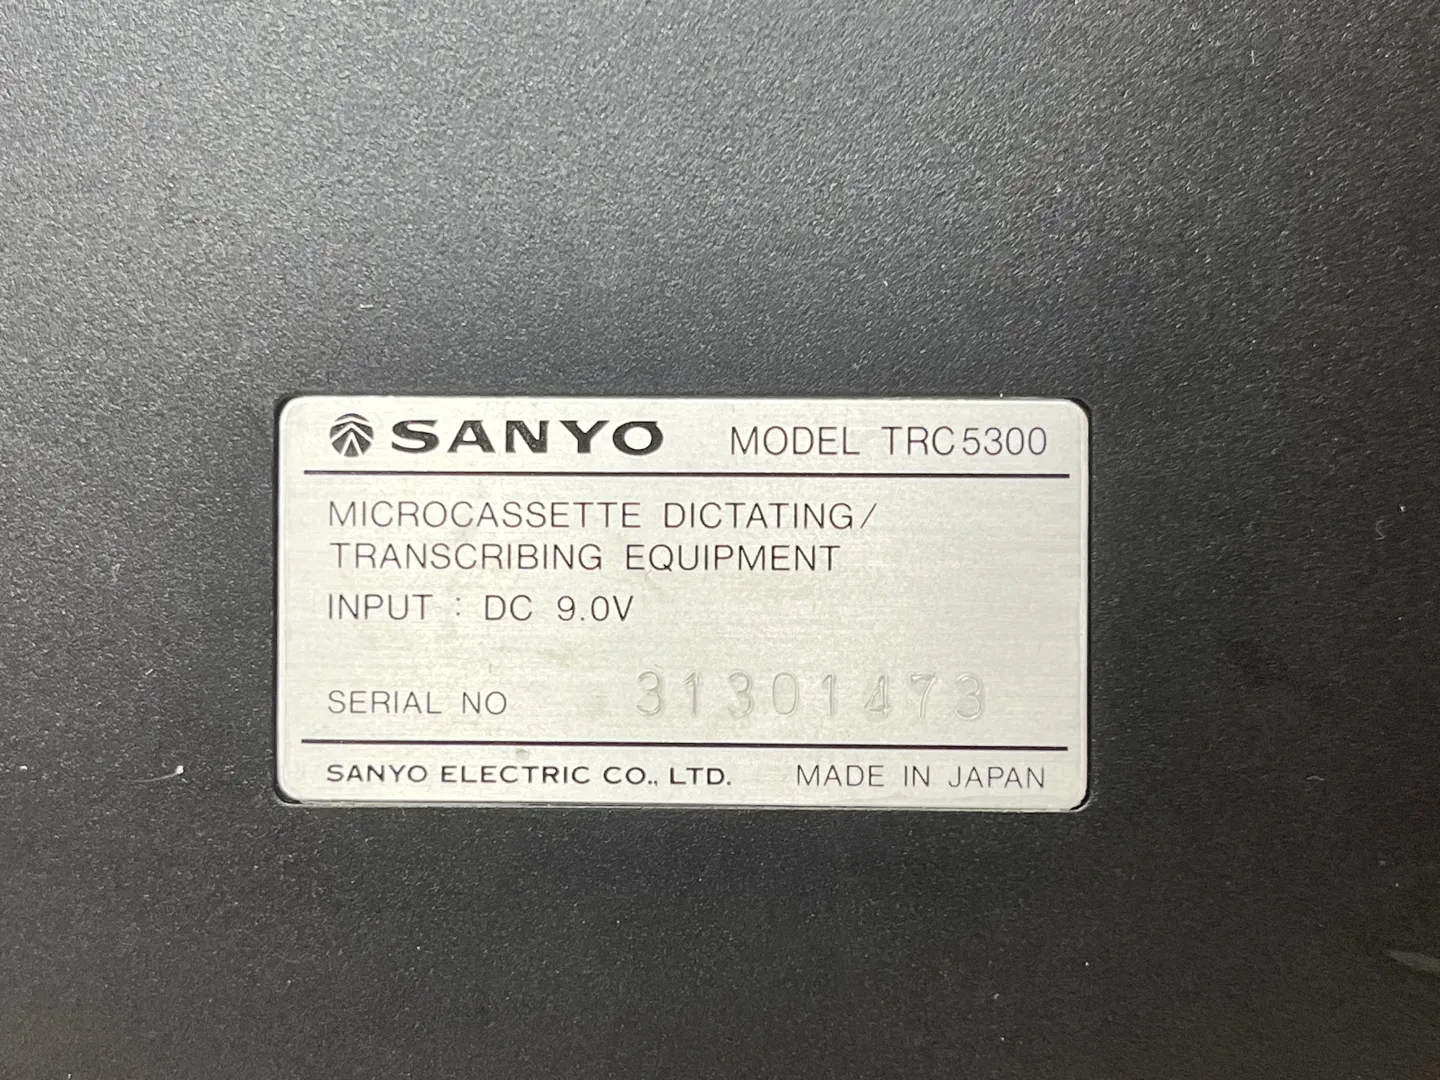 SANYO MODEL TRC5300
MICROCASSETTE DICTATING/
TRANSCRIBING EQUIPMENT
INPUT : DC 9.0V
SERIAL NO 31301473
SANYO ELECTRIC CO., LTD. MADE IN JAPAN